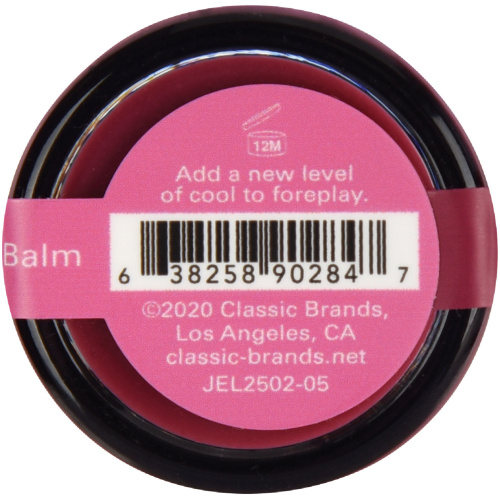 12M
Add a new level
of cool to foreplay.
Balm
6 38258 90284 7
©2020 Classic Brands,
Los Angeles, CA
classic-brands.net
JEL2502-05